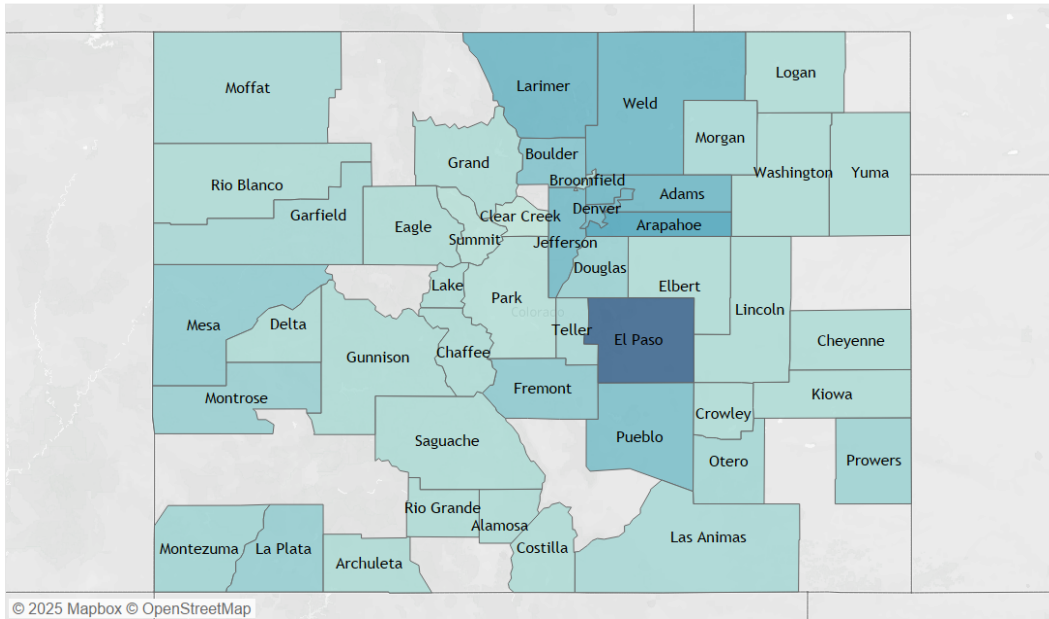 Moffat
Larimer
Weld
Logan
Morgan
Boulder
Grand
Washington
Yuma
Rio Blanco
Broomfield
Adams
Garfield
Eagle
Clear Creek
Denver
Summit
Jefferson
Arapahoe
Douglas
Lake
Elbert
Park
Lincoln
Colorado
Mesa
Delta
Teller
El Paso
Cheyenne
Gunnison
Chaffee
Fremont
Montrose
Kiowa
Crowley
Saguache
Pueblo
Otero
Prowers
Rio Grande
Alamosa
Las Animas
Montezuma
La Plata
Costilla
Archuleta
© 2025 Mapbox © OpenStreetMap